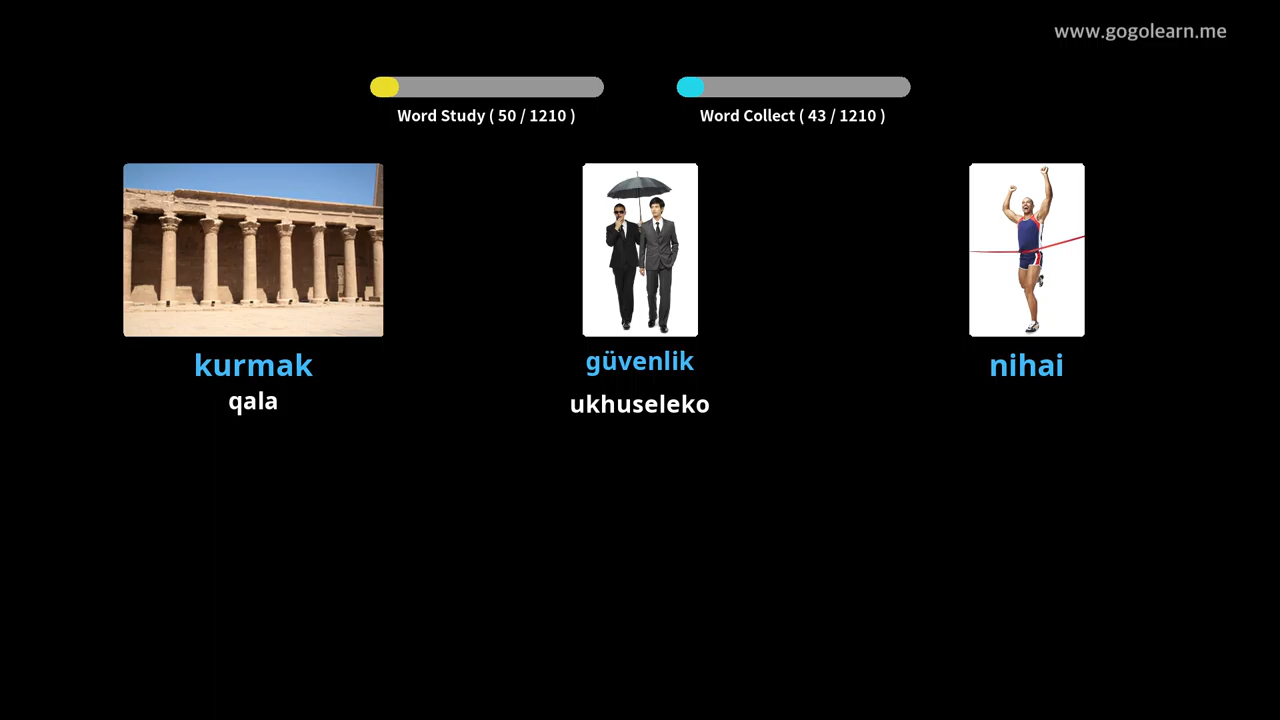 www.gogolearn.me
Word Study ( 50 / 1210 )
Word Collect ( 43 / 1210 )
kurmak
qala
güvenlik
ukhuseleko
nihai